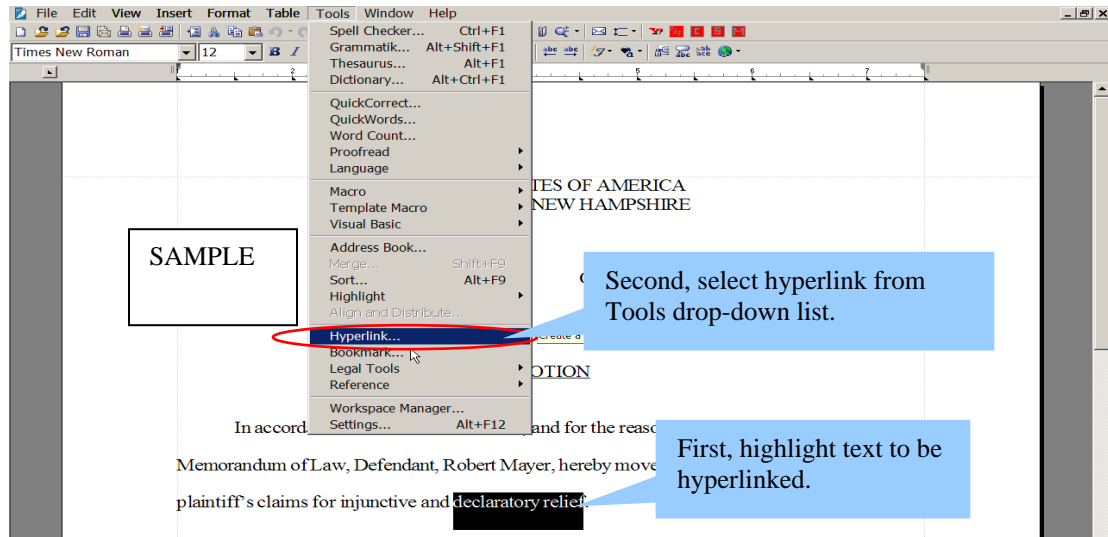 File Edit View Insert Format Table Tools Window Help
Times New Roman 12 B I
Spell Checker... Ctrl+F1
Grammatik... Alt+Shift+F1
Thesaurus... Alt+F1
Dictionary... Alt+Ctrl+F1
QuickCorrect...
QuickWords...
Word Count...
Proofread
Language
Macro
Template Macro
Visual Basic
Address Book...
Merge... Shift+F9
Sort... Alt+F9
Highlight
Align and Distribute...
Hyperlink...
Bookmark...
Legal Tools
Reference
Workspace Manager...
Settings... Alt+F12
TES OF AMERICA
NEW HAMPSHIRE
SAMPLE
Second, select hyperlink from
Tools drop-down list.
Create a
OTION
In accord and for the reaso
Memorandum of Law, Defendant, Robert Mayer, hereby move
plaintiff's claims for injunctive and declaratory relief.
First, highlight text to be
hyperlinked.